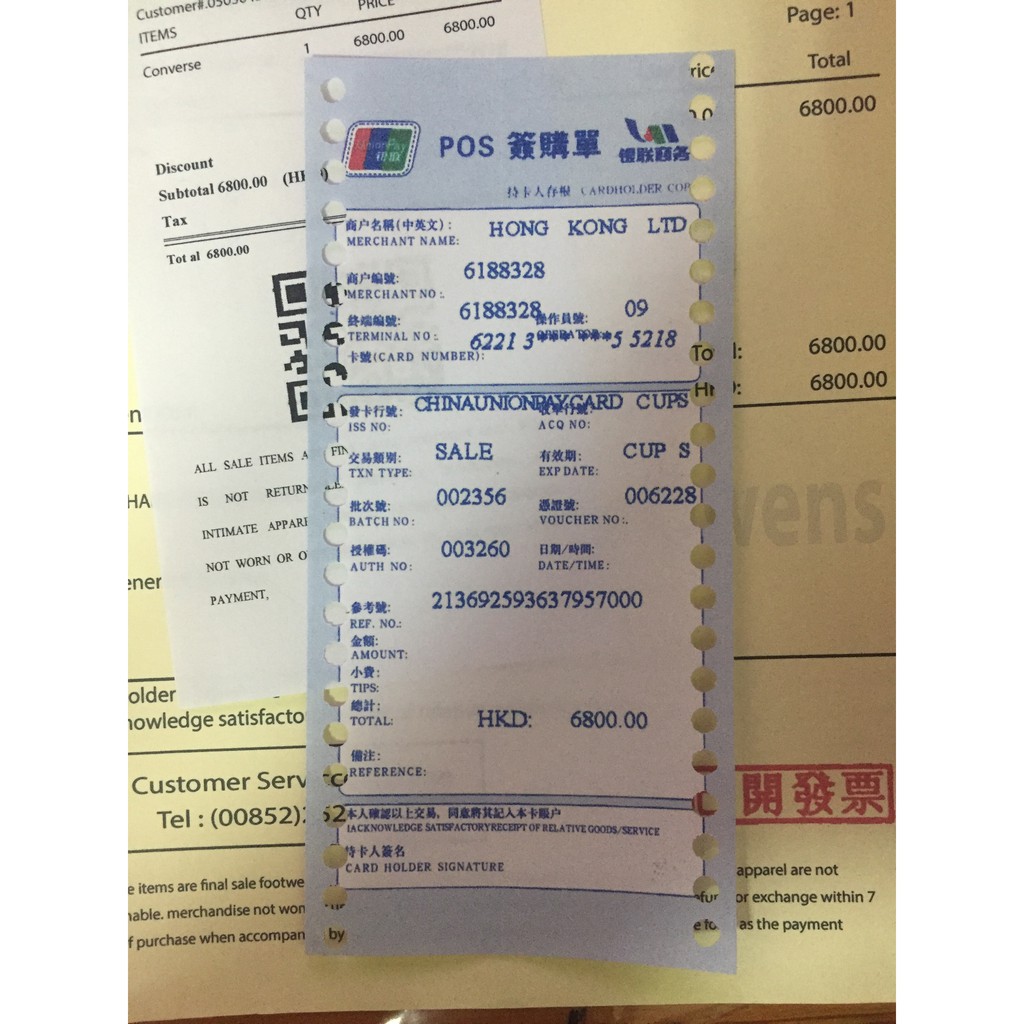 Customer#.0505
ITEMS QTY PRICE
Converse 1 6800.00 6800.00
Discount
Subtotal 6800.00 (H
Tax
Tot al 6800.00
ALL SALE ITEMS A FIN
IS NOT RETURN
INTIMATE APPARE
NOT WORN OR O
PAYMENT,
Page: 1
Total
6800.00
6800.00
6800.00
vens
UnionPay
银联
POS 簽購單
银联商务
持卡人存根 CARDHOLDER COP
商户名稱(中英文):
MERCHANT NAME: HONG KONG LTD
商户編號: 6188328
MERCHANT NO:
終端編號: 6188328 操作員號: 09
TERMINAL NO: OPERATOR:
卡號(CARD NUMBER): 6221 3*** ***5 5218
發卡行號: CHINAUNIONPAY.CARD CUPS 收單行號:
ISS NO: ACQ NO:
交易類別: SALE 有效期: CUP S
TXN TYPE: EXP DATE:
批次號: 002356 憑證號: 006228
BATCH NO: VOUCHER NO:.
授權碼: 003260 日期/時間:
AUTH NO: DATE/TIME:
參考號: 213692593637957000
REF. NO.:
金額:
AMOUNT:
小費:
TIPS:
總計:
TOTAL: HKD: 6800.00
備注:
REFERENCE:
本人確認以上交易, 同意將其記入本卡賬户
IACKNOWLEDGE SATISFACTORY RECEIPT OF RELATIVE GOODS/SERVICE
持卡人簽名
CARD HOLDER SIGNATURE
older
nowledge satisfacto
Customer Serv
Tel : (00852)
開發票
e items are final sale footwe apparel are not
nable. merchandise not wor or exchange within 7
f purchase when accompan by as the payment